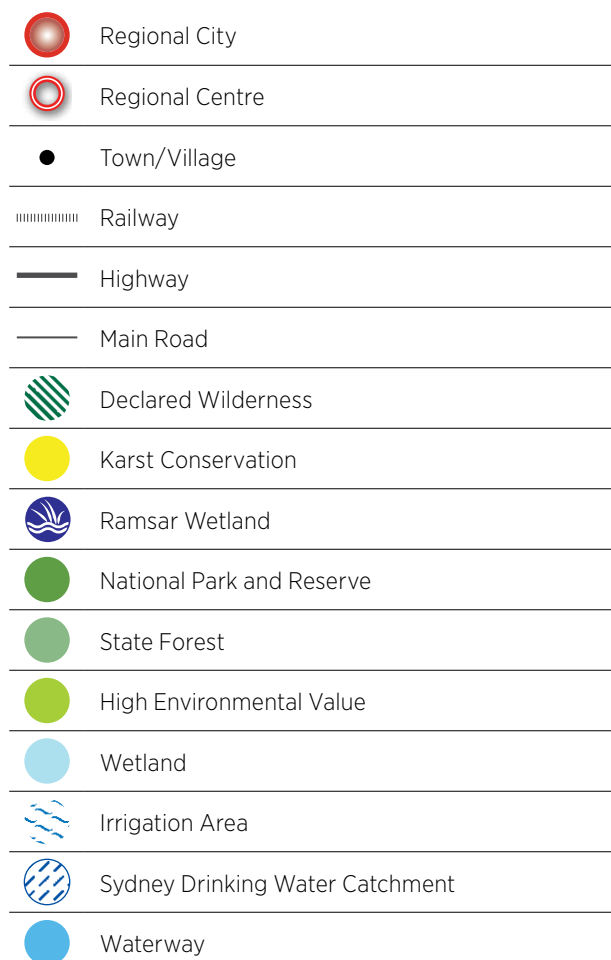 Regional City
Regional Centre
Town/Village
Railway
Highway
Main Road
Declared Wilderness
Karst Conservation
Ramsar Wetland
National Park and Reserve
State Forest
High Environmental Value
Wetland
Irrigation Area
Sydney Drinking Water Catchment
Waterway